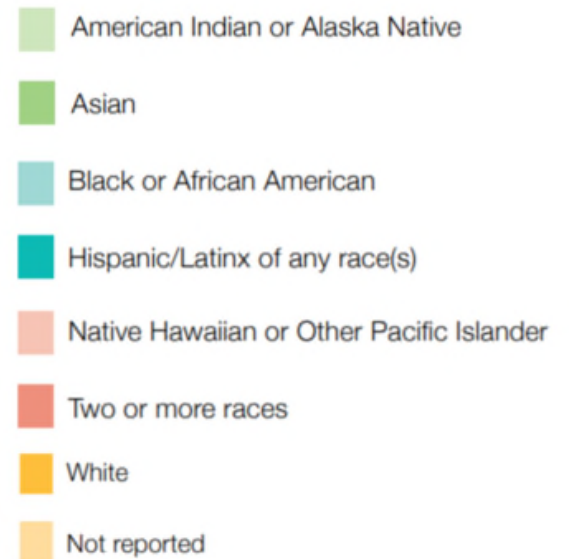 American Indian or Alaska Native
Asian
Black or African American
Hispanic/Latinx of any race(s)
Native Hawaiian or Other Pacific Islander
Two or more races
White
Not reported